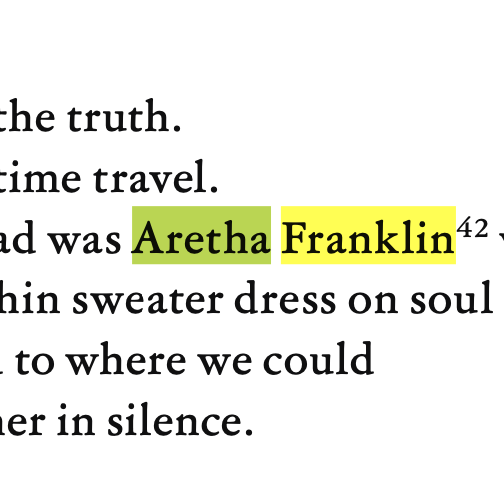 the truth.
time travel.
ad was Aretha Franklin⁴²
hin sweater dress on soul
to where we could
er in silence.